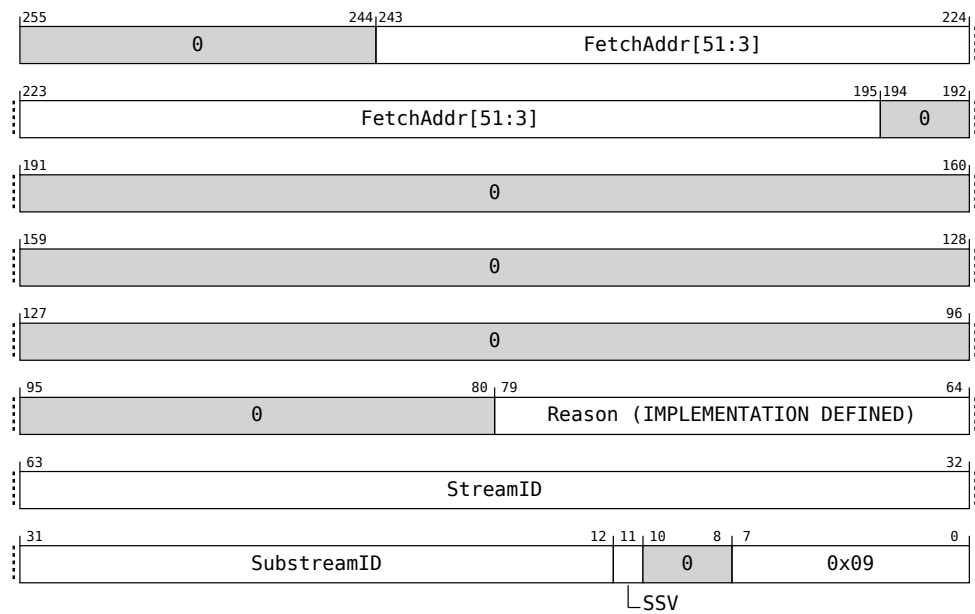 255 244 243 224
0 FetchAddr[51:3]
223 195 194 192
FetchAddr[51:3] 0
191 160
0
159 128
0
127 96
0
95 80 79 64
0 Reason (IMPLEMENTATION DEFINED)
63 32
StreamID
31 12 11 10 8 7 0
SubstreamID 0 0x09
SSV